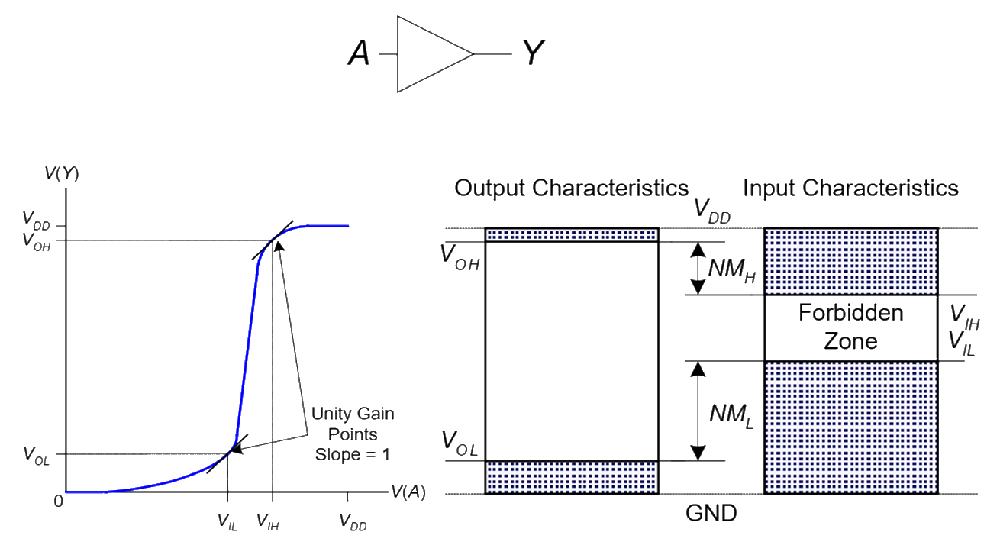 A Y
V(Y)
VDD
VOH
VOL
0
VIL VIH VDD
V(A)
Unity Gain
Points
Slope = 1
Output Characteristics Input Characteristics
VDD
VOH
NMH
Forbidden
Zone
VIH
VIL
NML
VOL
GND